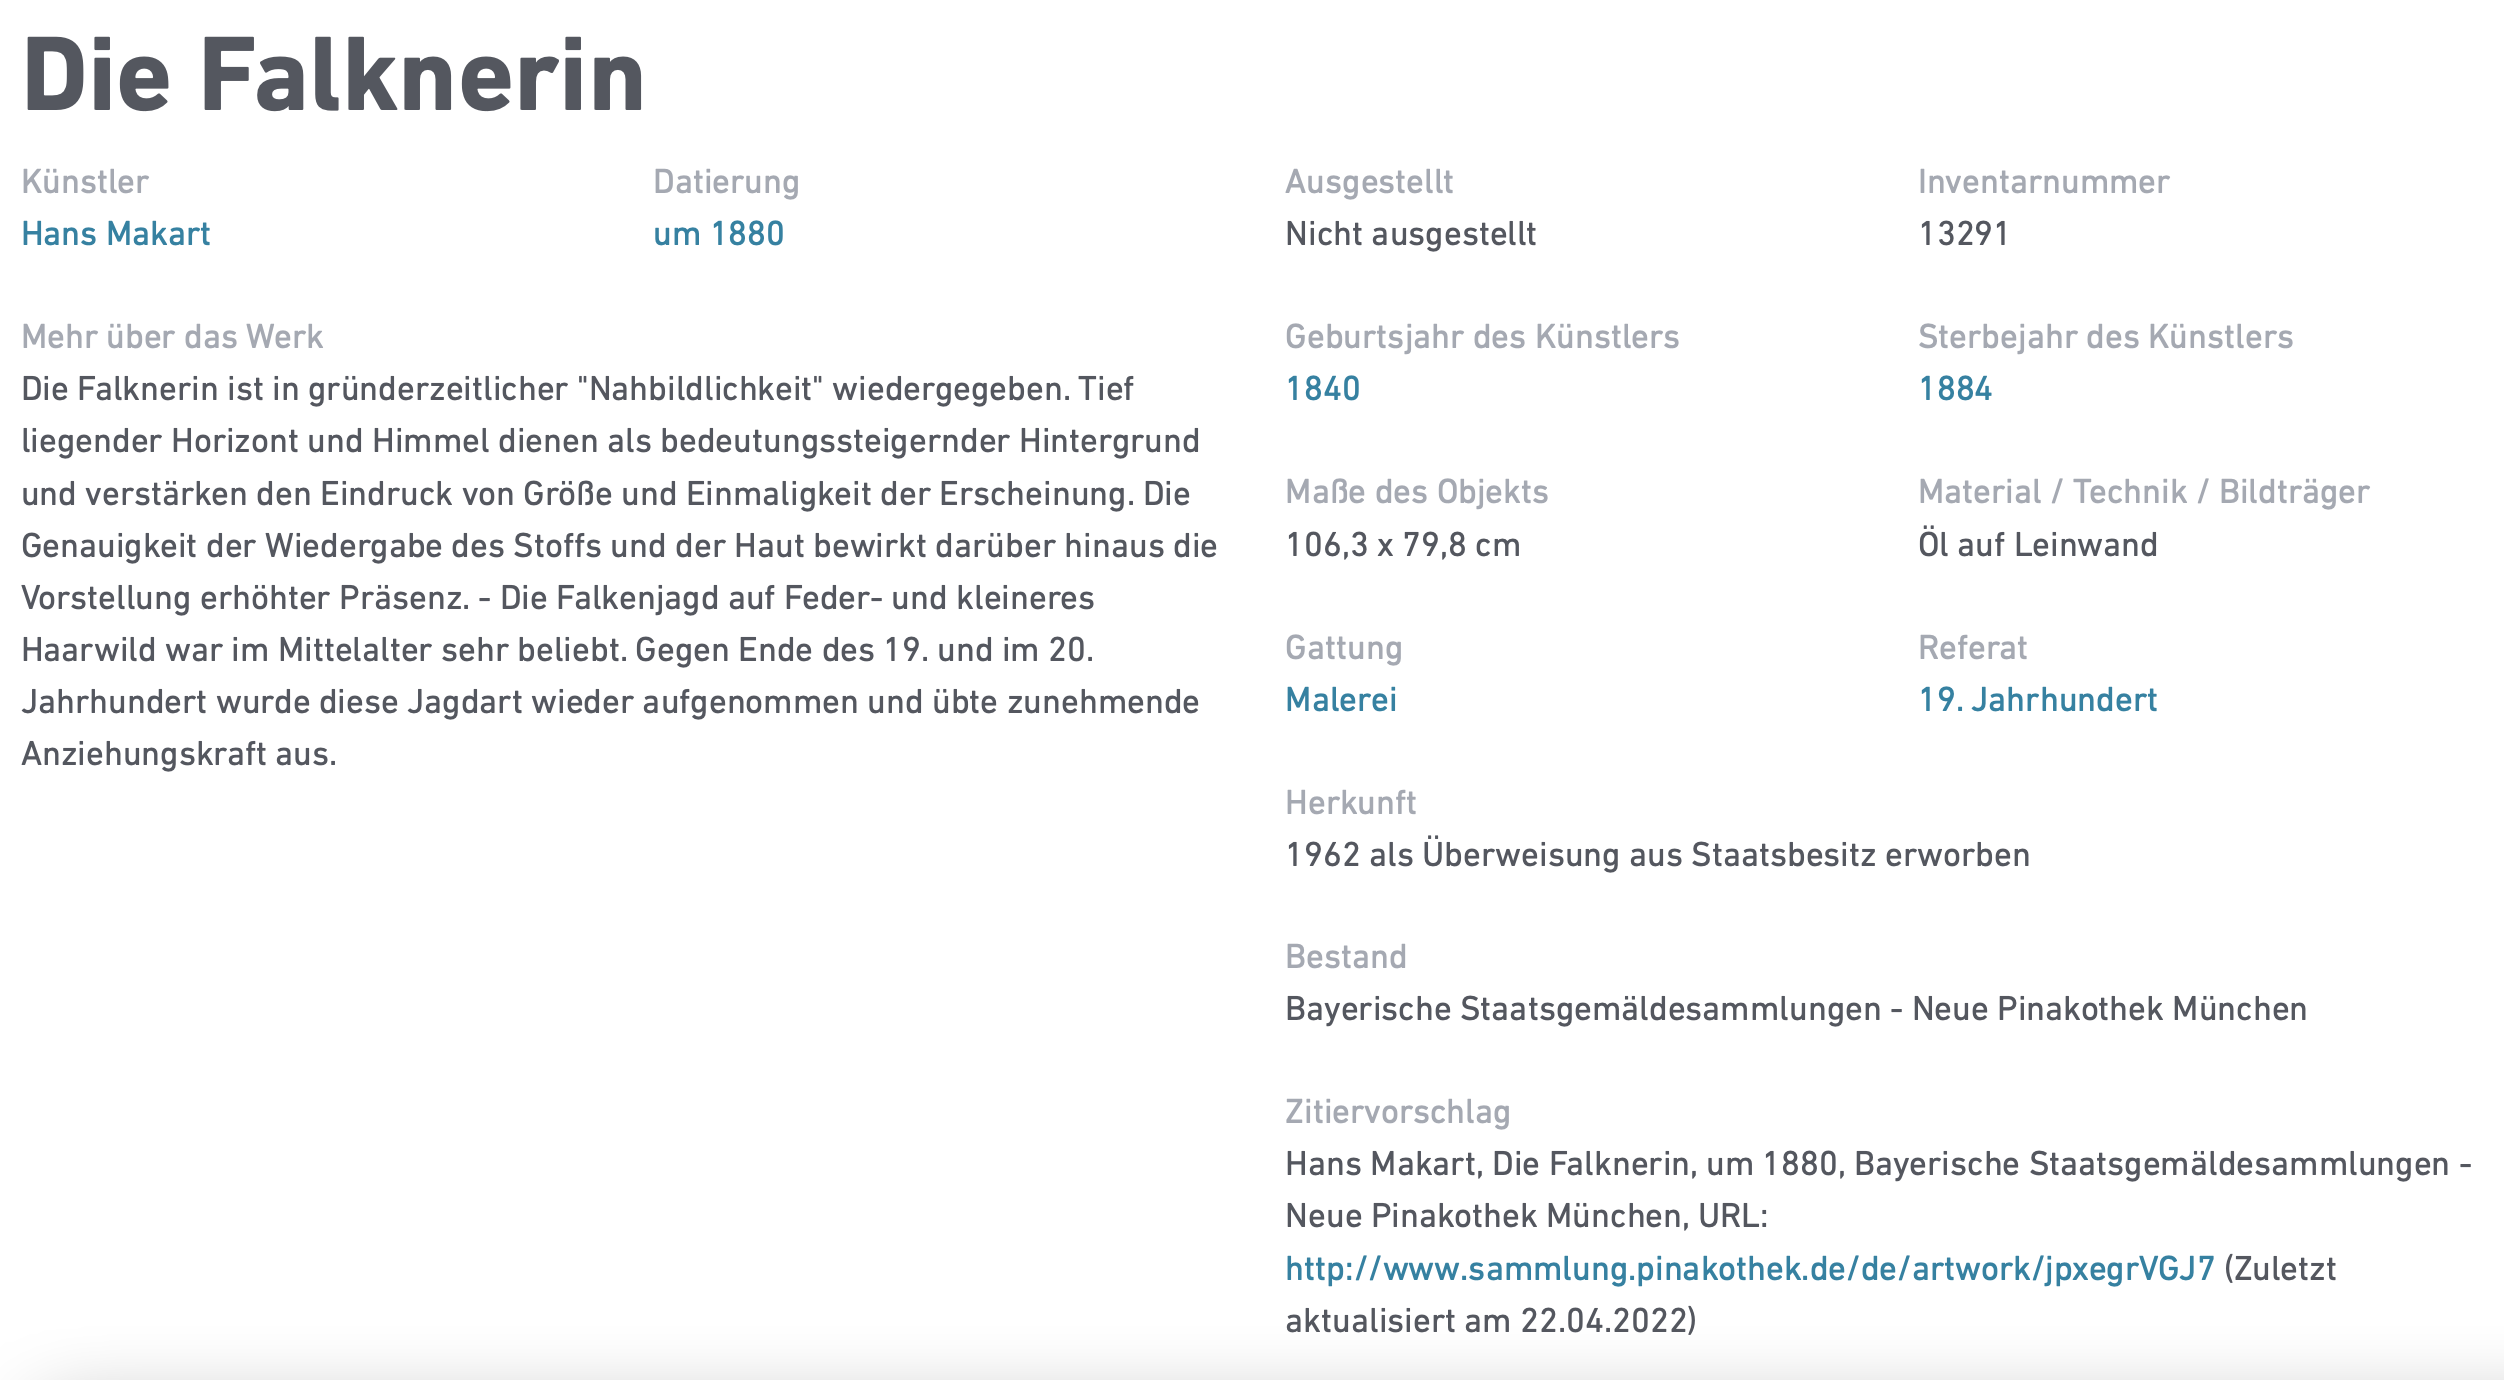 Die Falknerin
Künstler
Hans Makart
Datierung
um 1880
Mehr über das Werk
Die Falknerin ist in gründerzeitlicher "Nahbildlichkeit" wiedergegeben. Tief
liegender Horizont und Himmel dienen als bedeutungssteigernder Hintergrund
und verstärken den Eindruck von Größe und Einmaligkeit der Erscheinung. Die
Genauigkeit der Wiedergabe des Stoffs und der Haut bewirkt darüber hinaus die
Vorstellung erhöhter Präsenz. - Die Falkenjagd auf Feder- und kleineres
Haarwild war im Mittelalter sehr beliebt. Gegen Ende des 19. und im 20.
Jahrhundert wurde diese Jagdart wieder aufgenommen und übte zunehmende
Anziehungskraft aus.
Ausgestellt
Nicht ausgestellt
Inventarnummer
13291
Geburtsjahr des Künstlers
1840
Sterbejahr des Künstlers
1884
Maße des Objekts
106,3 x 79,8 cm
Material / Technik / Bildträger
Öl auf Leinwand
Gattung
Malerei
Referat
19. Jahrhundert
Herkunft
1962 als Überweisung aus Staatsbesitz erworben
Bestand
Bayerische Staatsgemäldesammlungen - Neue Pinakothek München
Zitiervorschlag
Hans Makart, Die Falknerin, um 1880, Bayerische Staatsgemäldesammlungen -
Neue Pinakothek München, URL:
http://www.sammlung.pinakothek.de/de/artwork/jpxegrVGJ7 (Zuletzt
aktualisiert am 22.04.2022)